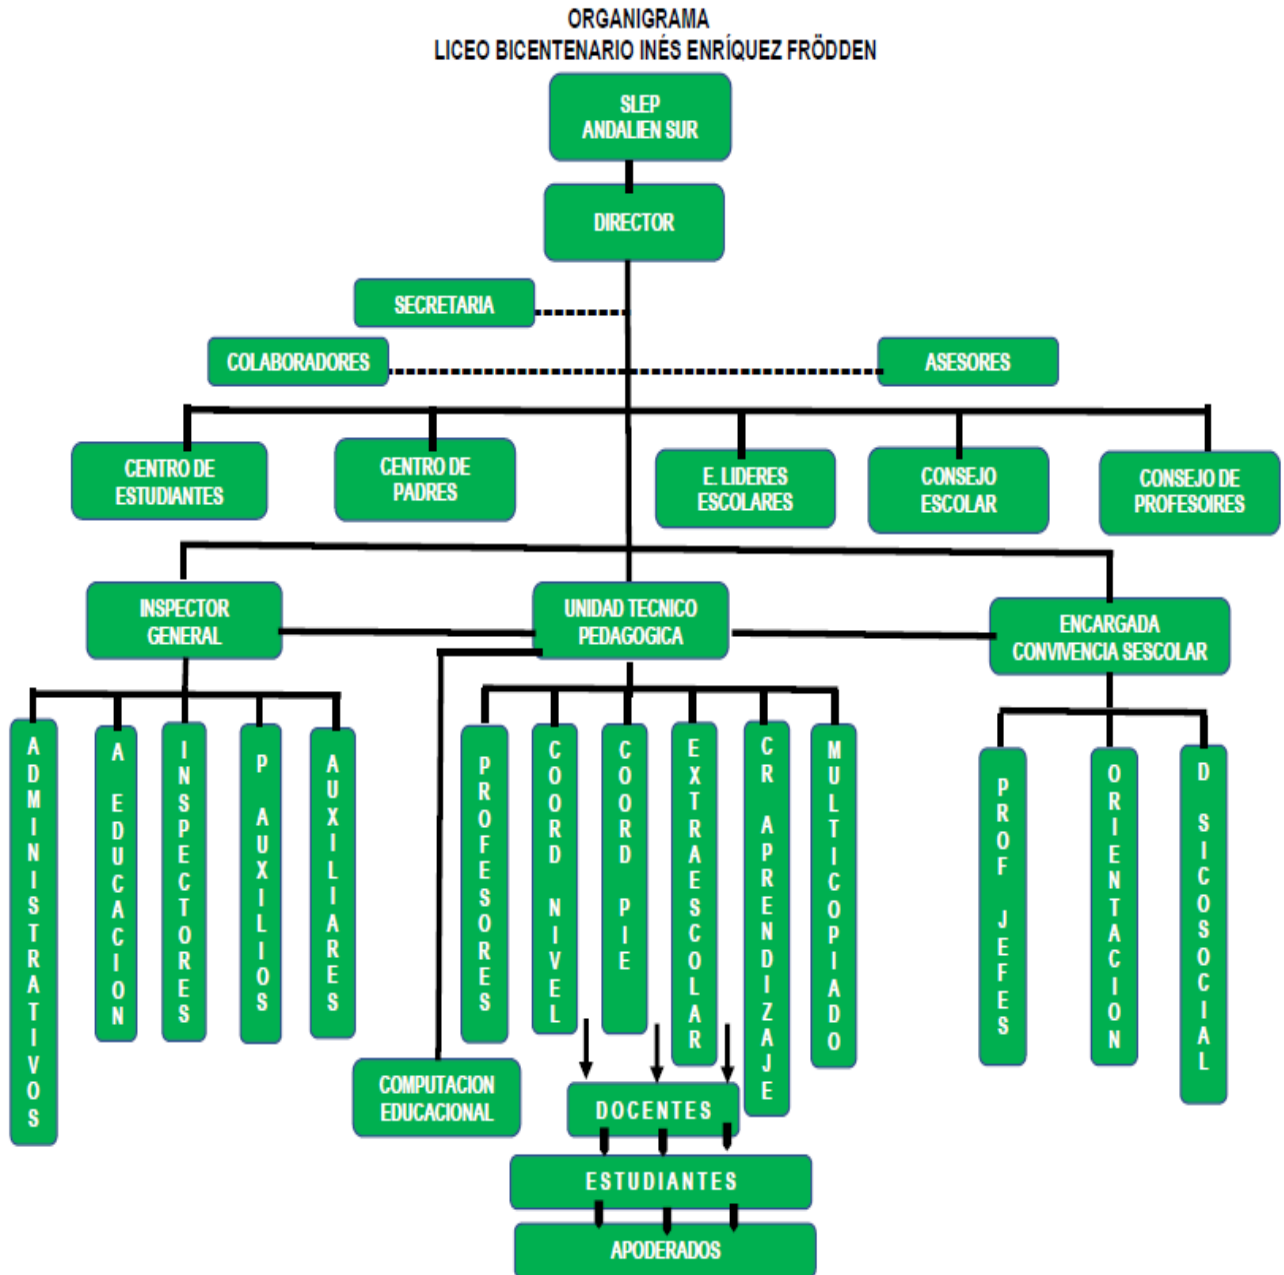 ORGANIGRAMA
LICEO BICENTENARIO INÉS ENRÍQUEZ FRÖDDEN
SLEP
ANDALIEN SUR
DIRECTOR
SECRETARIA
COLABORADORES
ASESORES
CENTRO DE
ESTUDIANTES
CENTRO DE
PADRES
E. LIDERES
ESCOLARES
CONSEJO
ESCOLAR
CONSEJO DE
PROFESOIRES
INSPECTOR
GENERAL
UNIDAD TECNICO
PEDAGOGICA
ENCARGADA
CONVIVENCIA SESCOLAR
ADMINISTRATIVOS
A EDUCACION
INSPECTORES
P AUXILIOS
AUXILIARES
PROFESORES
COORD NIVEL
COORD PIE
EXTRAESCOLAR
CR APRENDIZAJE
MULTICOPIADO
PROF JEFES
ORIENTACION
D SICOSOCIAL
COMPUTACION
EDUCACIONAL
DOCENTES
ESTUDIANTES
APODERADOS